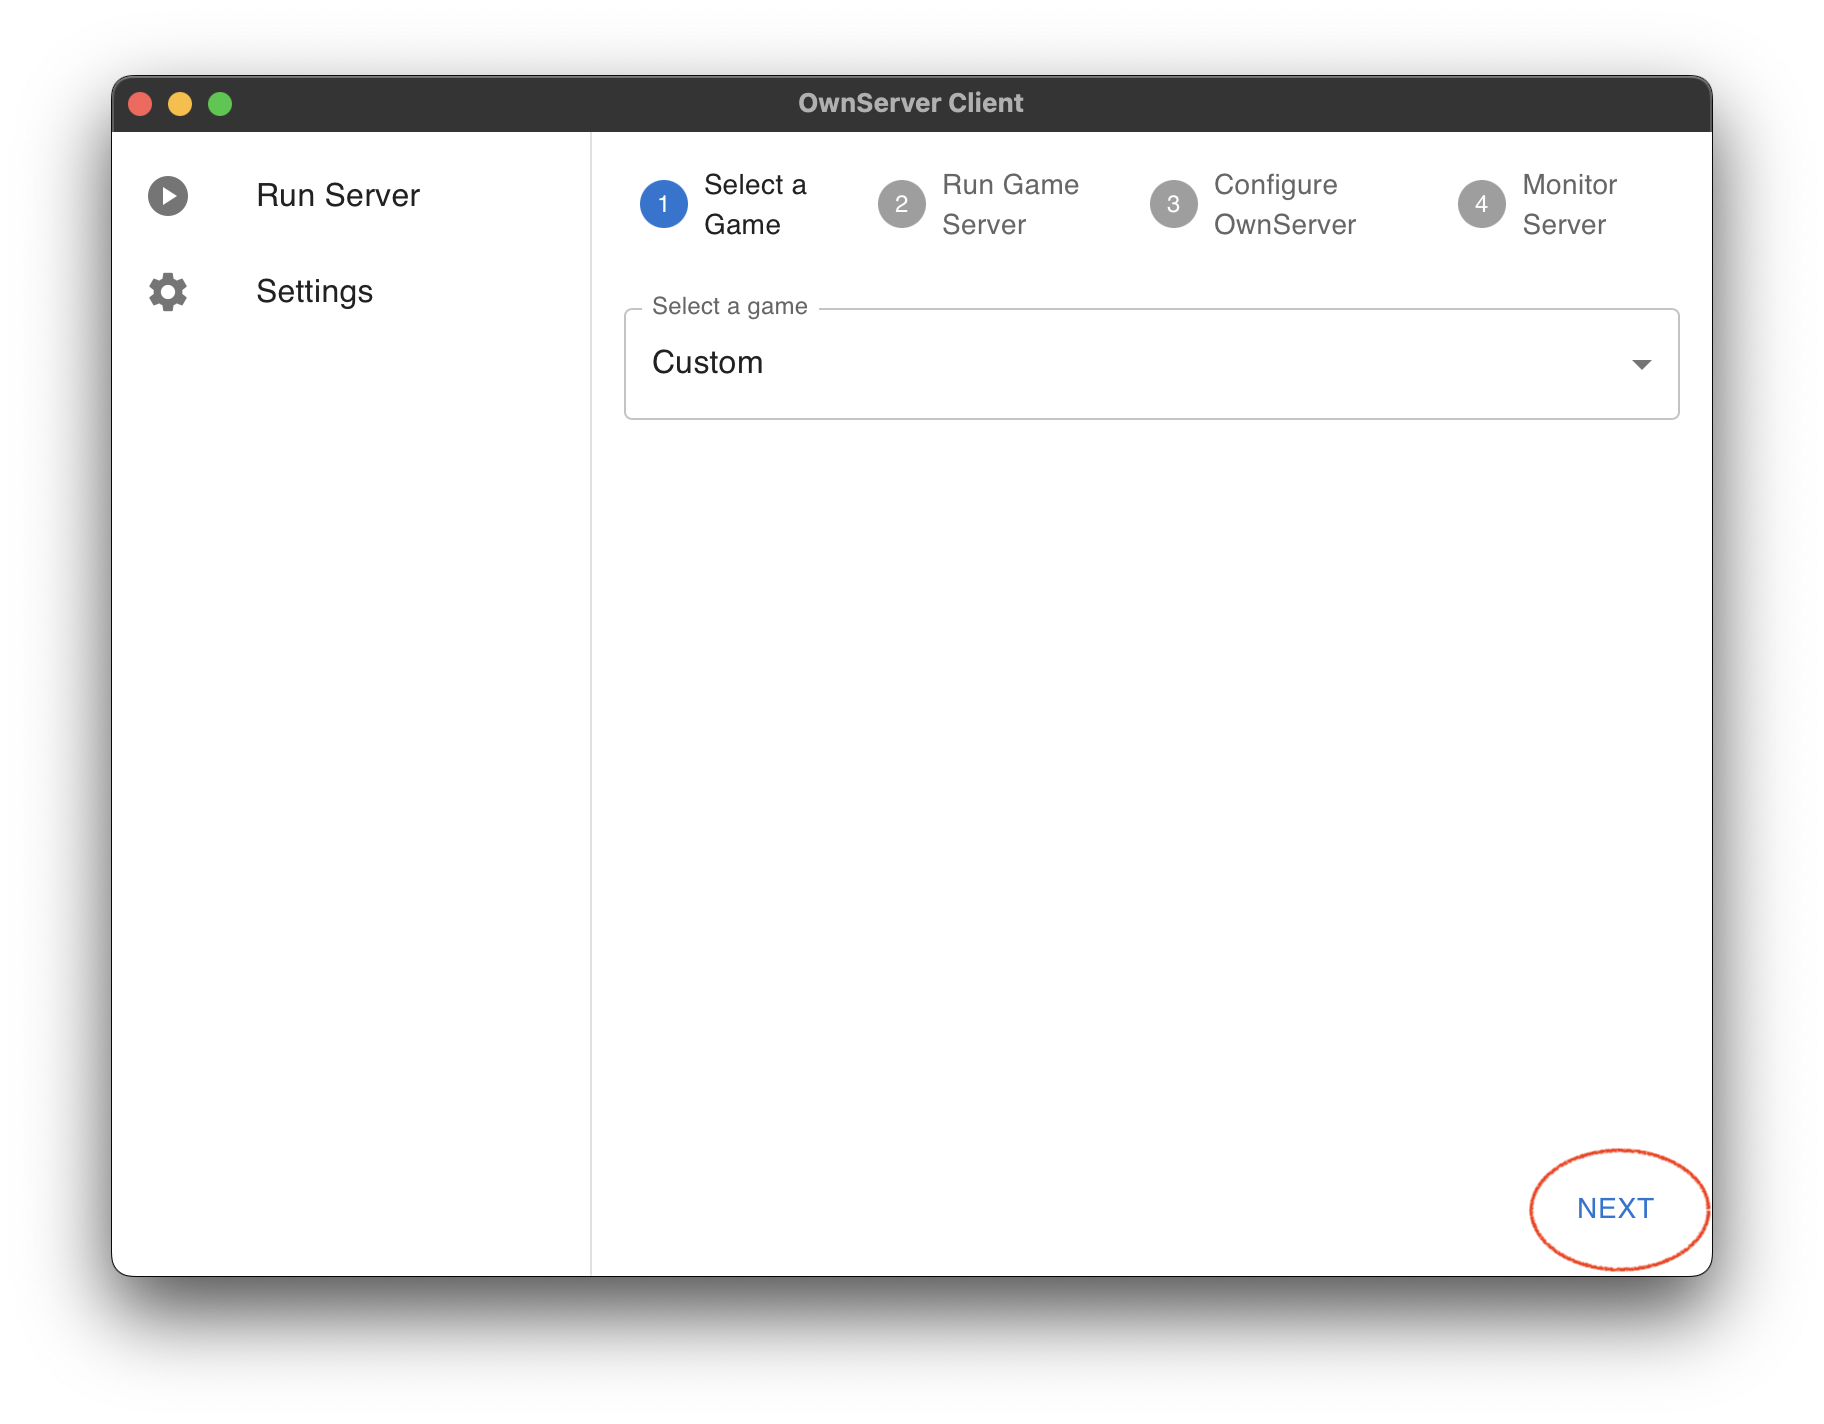 OwnServer Client
Run Server
Settings
1
Select a
Game
2
Run Game
Server
3
Configure
OwnServer
4
Monitor
Server
Select a game
Custom
NEXT